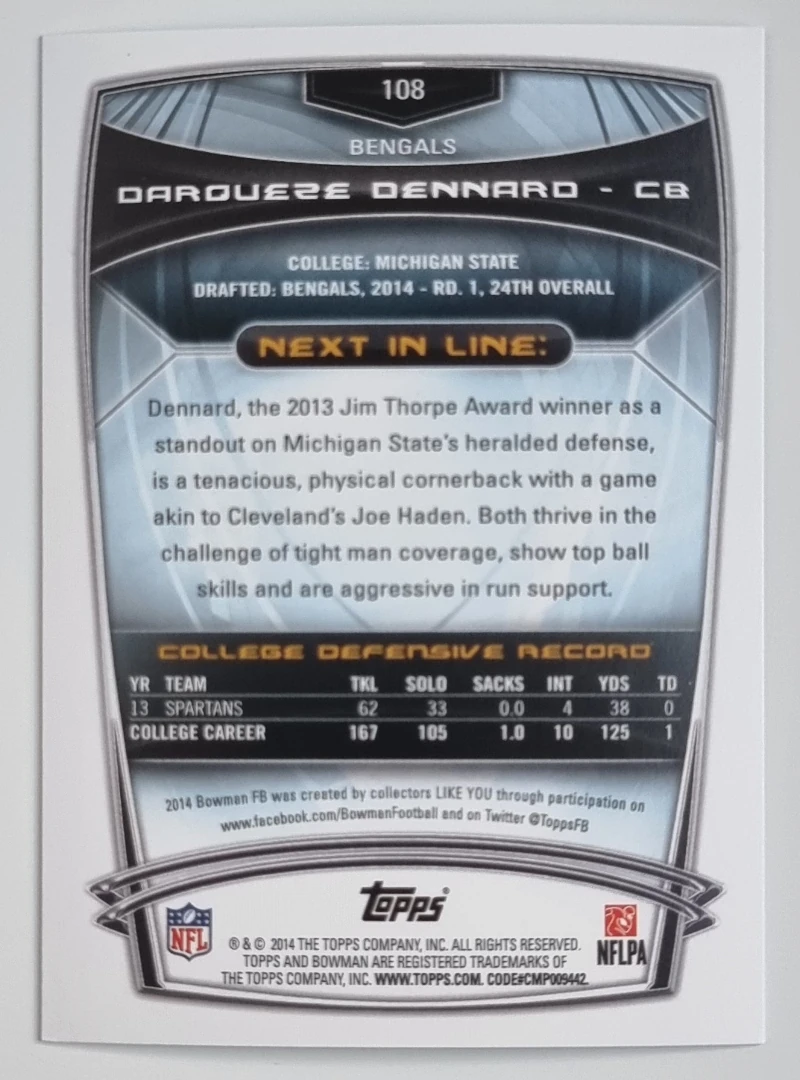 108
BENGALS
DARQUEZE DENNARD - CB
COLLEGE: MICHIGAN STATE
DRAFTED: BENGALS, 2014 - RD. 1, 24TH OVERALL
NEXT IN LINE:
Dennard, the 2013 Jim Thorpe Award winner as a
standout on Michigan State's heralded defense,
is a tenacious, physical cornerback with a game
akin to Cleveland's Joe Haden. Both thrive in the
challenge of tight man coverage, show top ball
skills and are aggressive in run support.
COLLEGE DEFENSIVE RECORD
YR TEAM TKL SOLO SACKS INT YDS TD
13 SPARTANS 62 33 0.0 4 38 0
COLLEGE CAREER 167 105 1.0 10 125 1
2014 Bowman FB was created by collectors LIKE YOU through participation on
www.facebook.com/BowmanFootball and on Twitter @ToppsFB
topps®
NFL
NFLPA
® & © 2014 THE TOPPS COMPANY, INC. ALL RIGHTS RESERVED.
TOPPS AND BOWMAN ARE REGISTERED TRADEMARKS OF
THE TOPPS COMPANY, INC. WWW.TOPPS.COM. CODE#CMP009442.